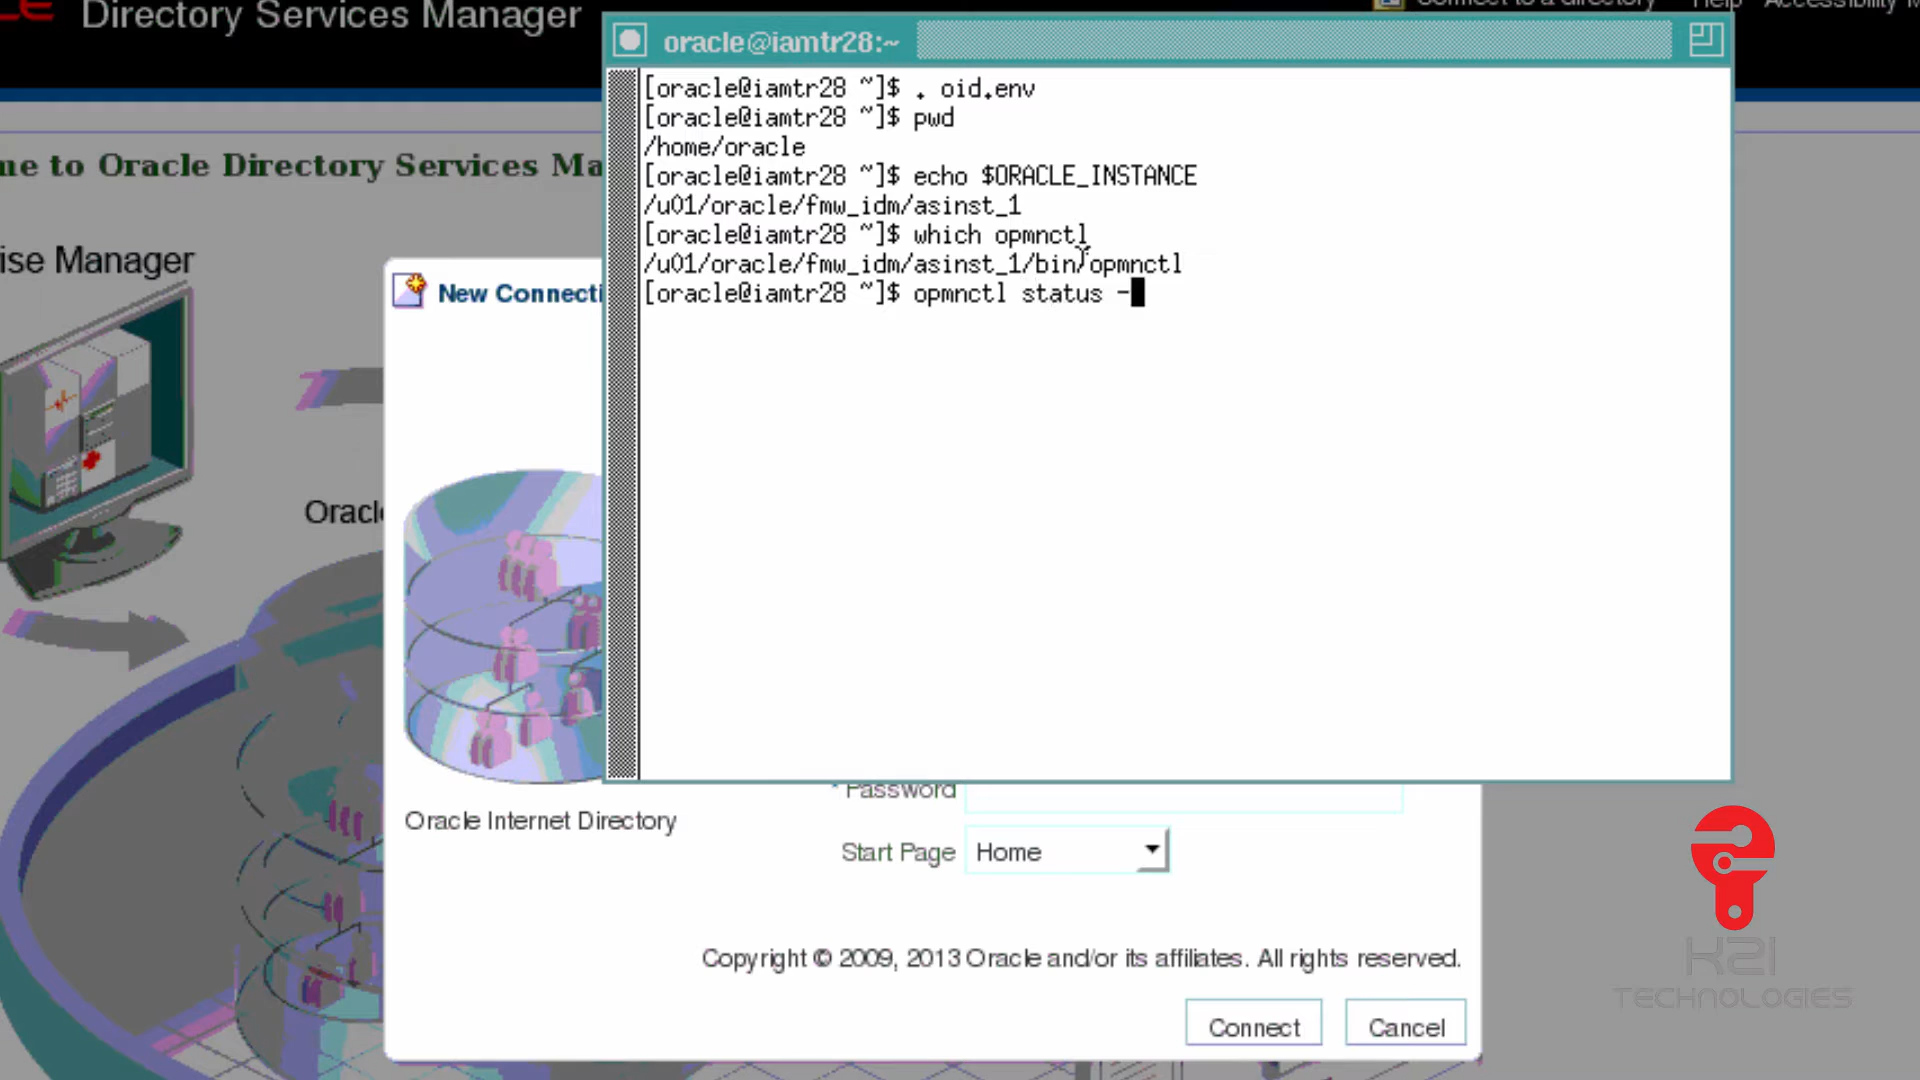 Directory Services Manager
Help
oracle@iamtr28:~
[oracle@iamtr28 ~]$ . oid.env
[oracle@iamtr28 ~]$ pwd
/home/oracle
[oracle@iamtr28 ~]$ echo $ORACLE_INSTANCE
/u01/oracle/fmw_idm/asinst_1
[oracle@iamtr28 ~]$ which opmnctl
/u01/oracle/fmw_idm/asinst_1/bin/opmnctl
[oracle@iamtr28 ~]$ opmnctl status -
me to Oracle Directory Services Ma
ise Manager
New Connecti
Oracle
Oracle Internet Directory
* Password
Start Page Home
Copyright © 2009, 2013 Oracle and/or its affiliates. All rights reserved.
Connect Cancel
K21
TECHNOLOGIES